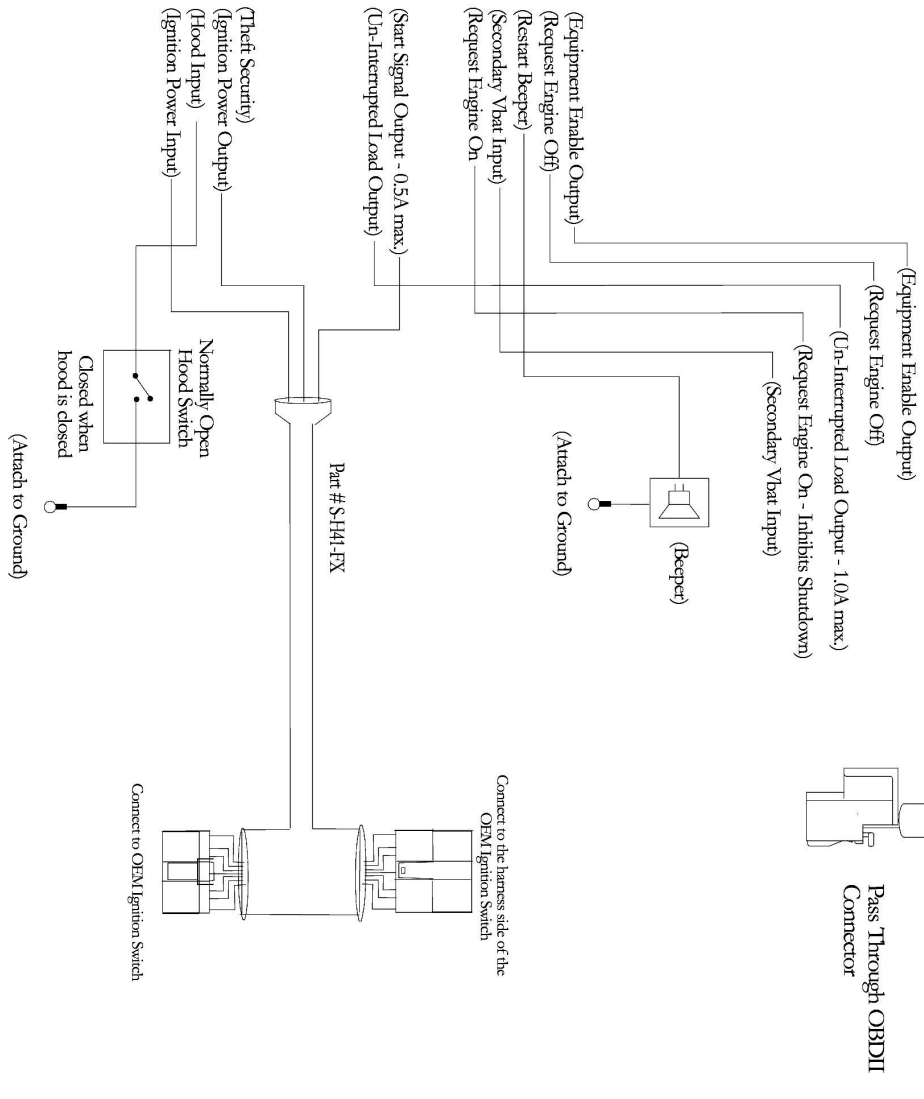 (Equipment Enable Output)
(Request Engine Off)
(Un-Interrupted Load Output - 1.0A max.)
(Request Engine On - Inhibits Shutdown)
(Secondary Vbat Input)
Pass Through OBDII
Connector
(Equipment Enable Output)
(Request Engine Off)
(Restart Beeper)
(Secondary Vbat Input)
(Request Engine On
(Beeper)
(Attach to Ground)
(Start Signal Output - 0.5A max.)
(Un-Interrupted Load Output)
Connect to the harness side of the
OEM Ignition Switch
Part # S-H41-FX
(Theft Security)
(Ignition Power Output)
(Hood Input)
(Ignition Power Input)
Normally Open
Hood Switch
Closed when
hood is closed
(Attach to Ground)
Connect to OEM Ignition Switch